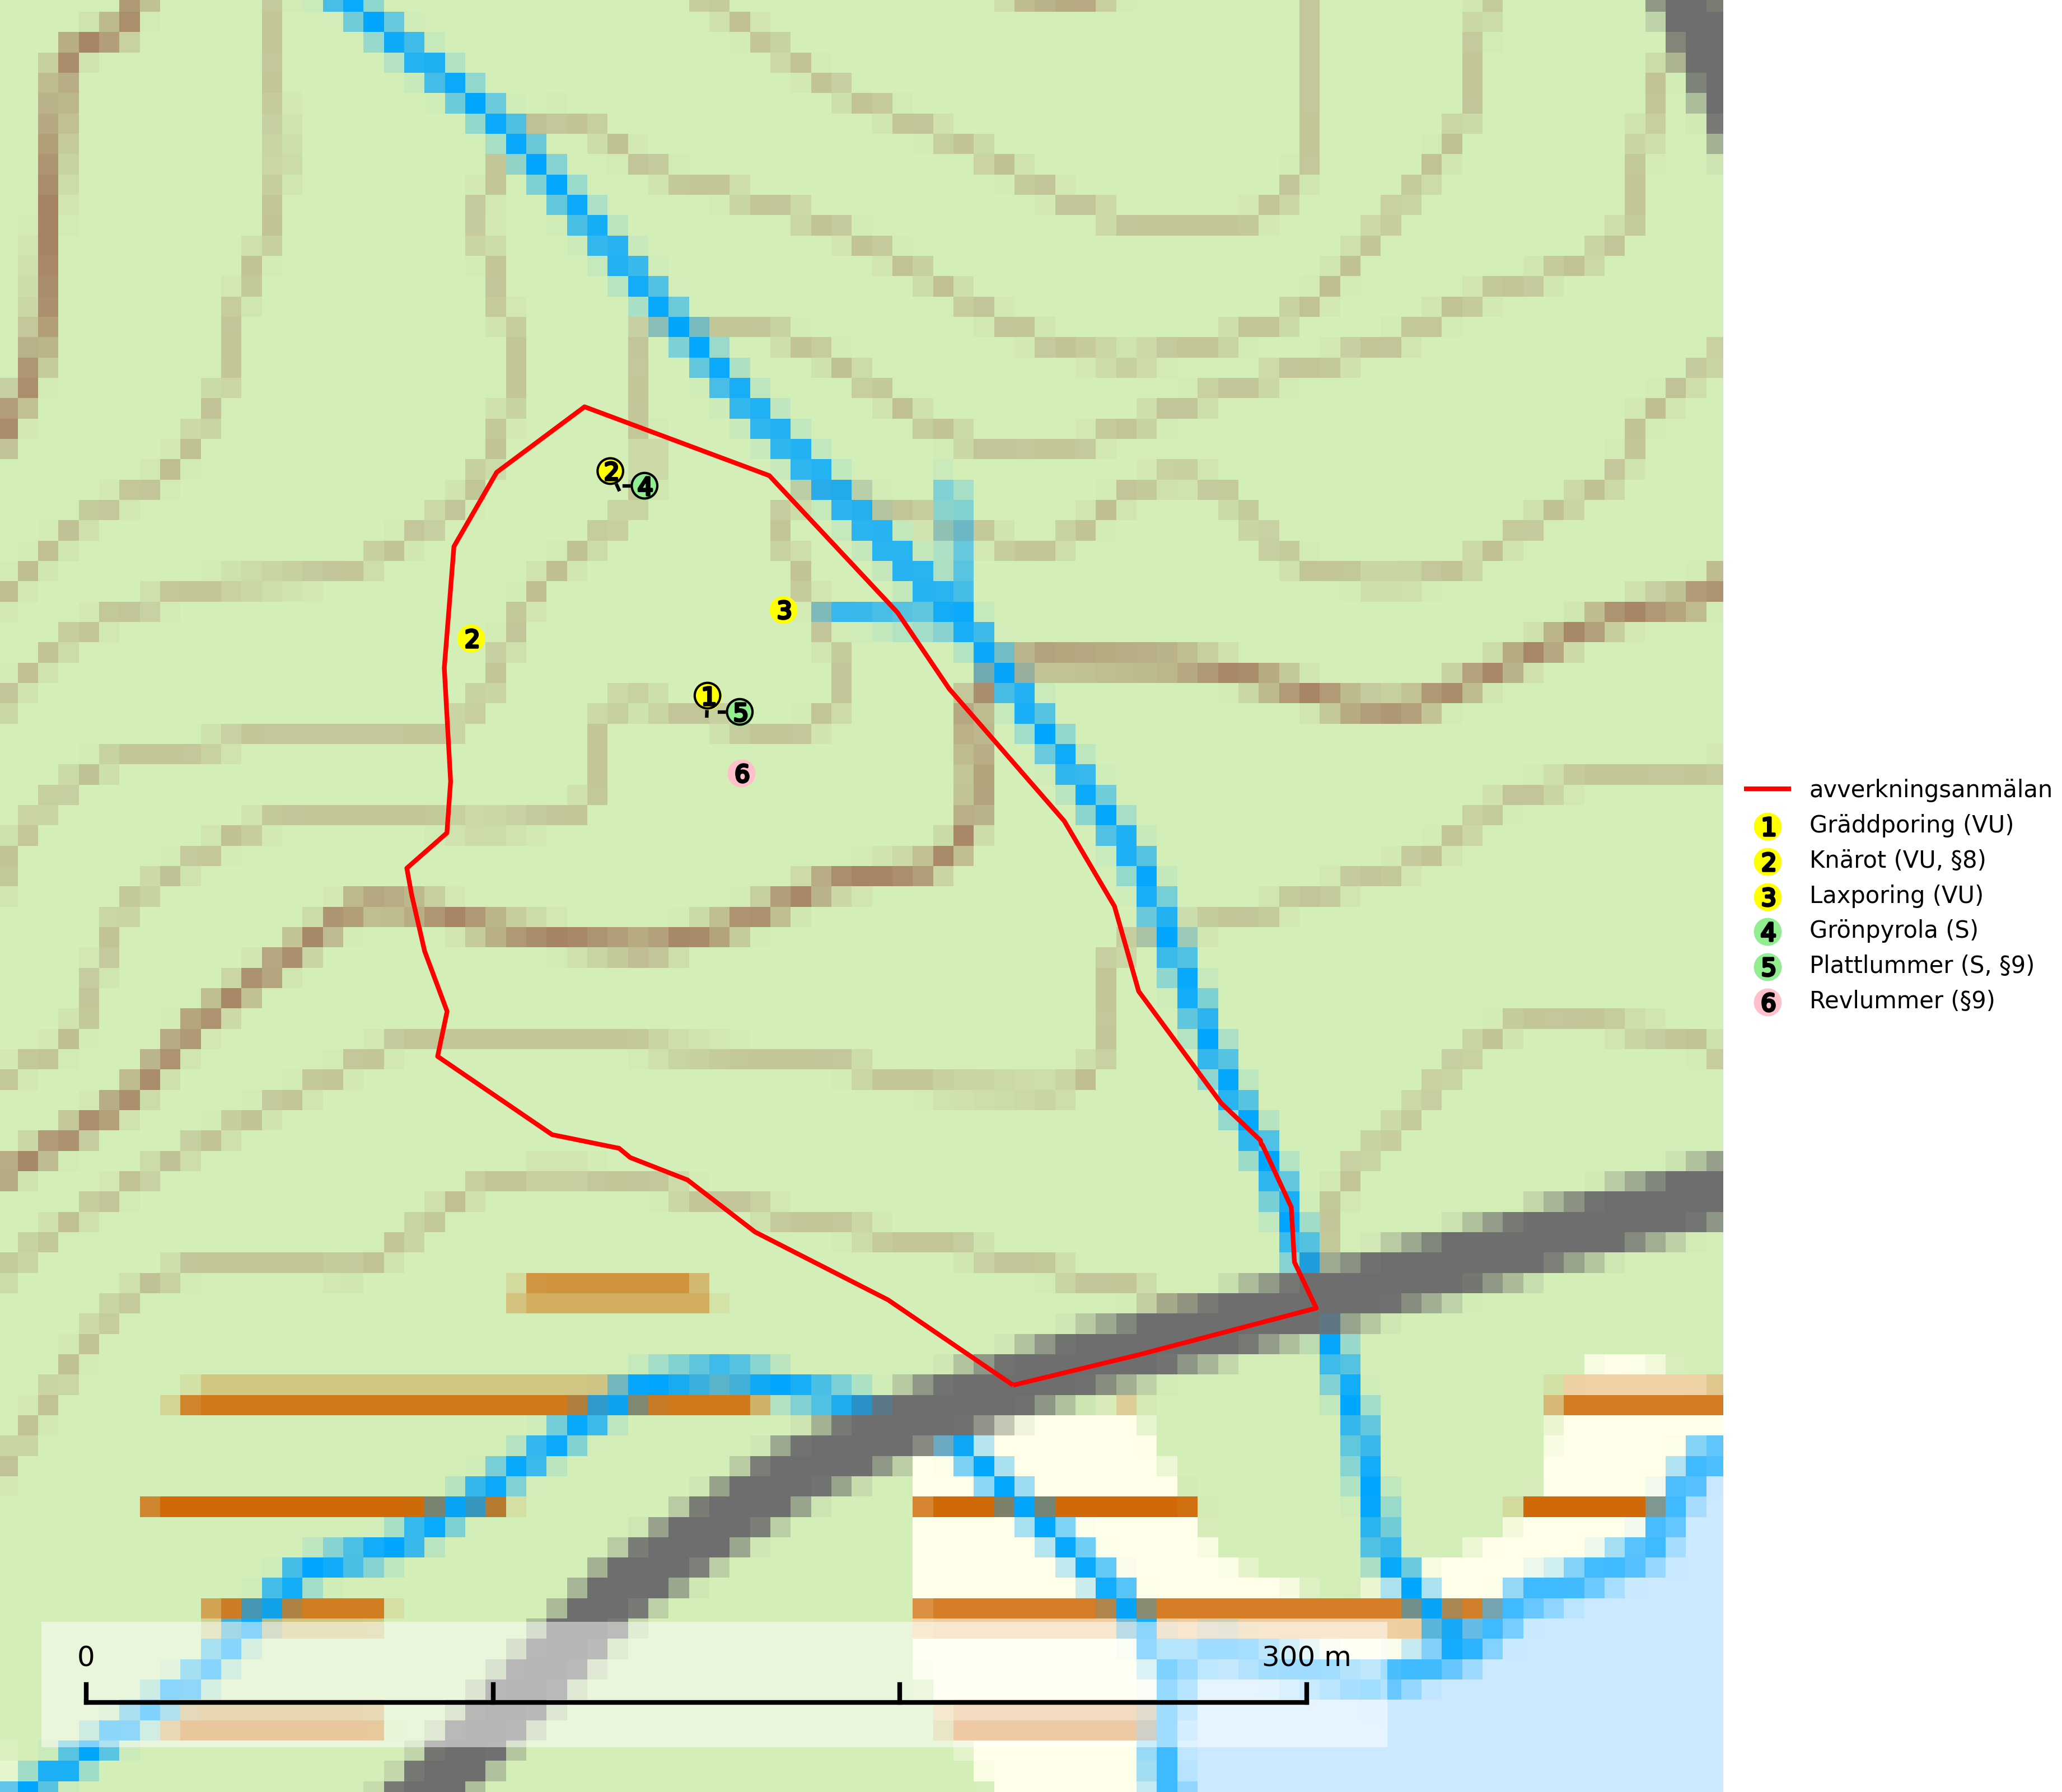 2
4
3
2
1
5
6
avverkningsanmälan
1 Gräddporing (VU)
2 Knärot (VU, §8)
3 Laxporing (VU)
4 Grönpyrola (S)
5 Plattlummer (S, §9)
6 Revlummer (§9)
0 300 m